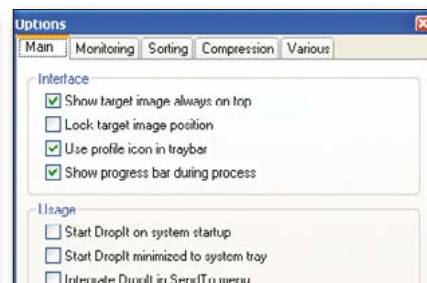 Options
Main Monitoring Sorting Compression Various
Interface
Show target image always on top
Lock target image position
Use profile icon in traybar
Show progress bar during process
Usage
Start DropIt on system startup
Start DropIt minimized to system tray
Integrate DropIt in SendTo menu